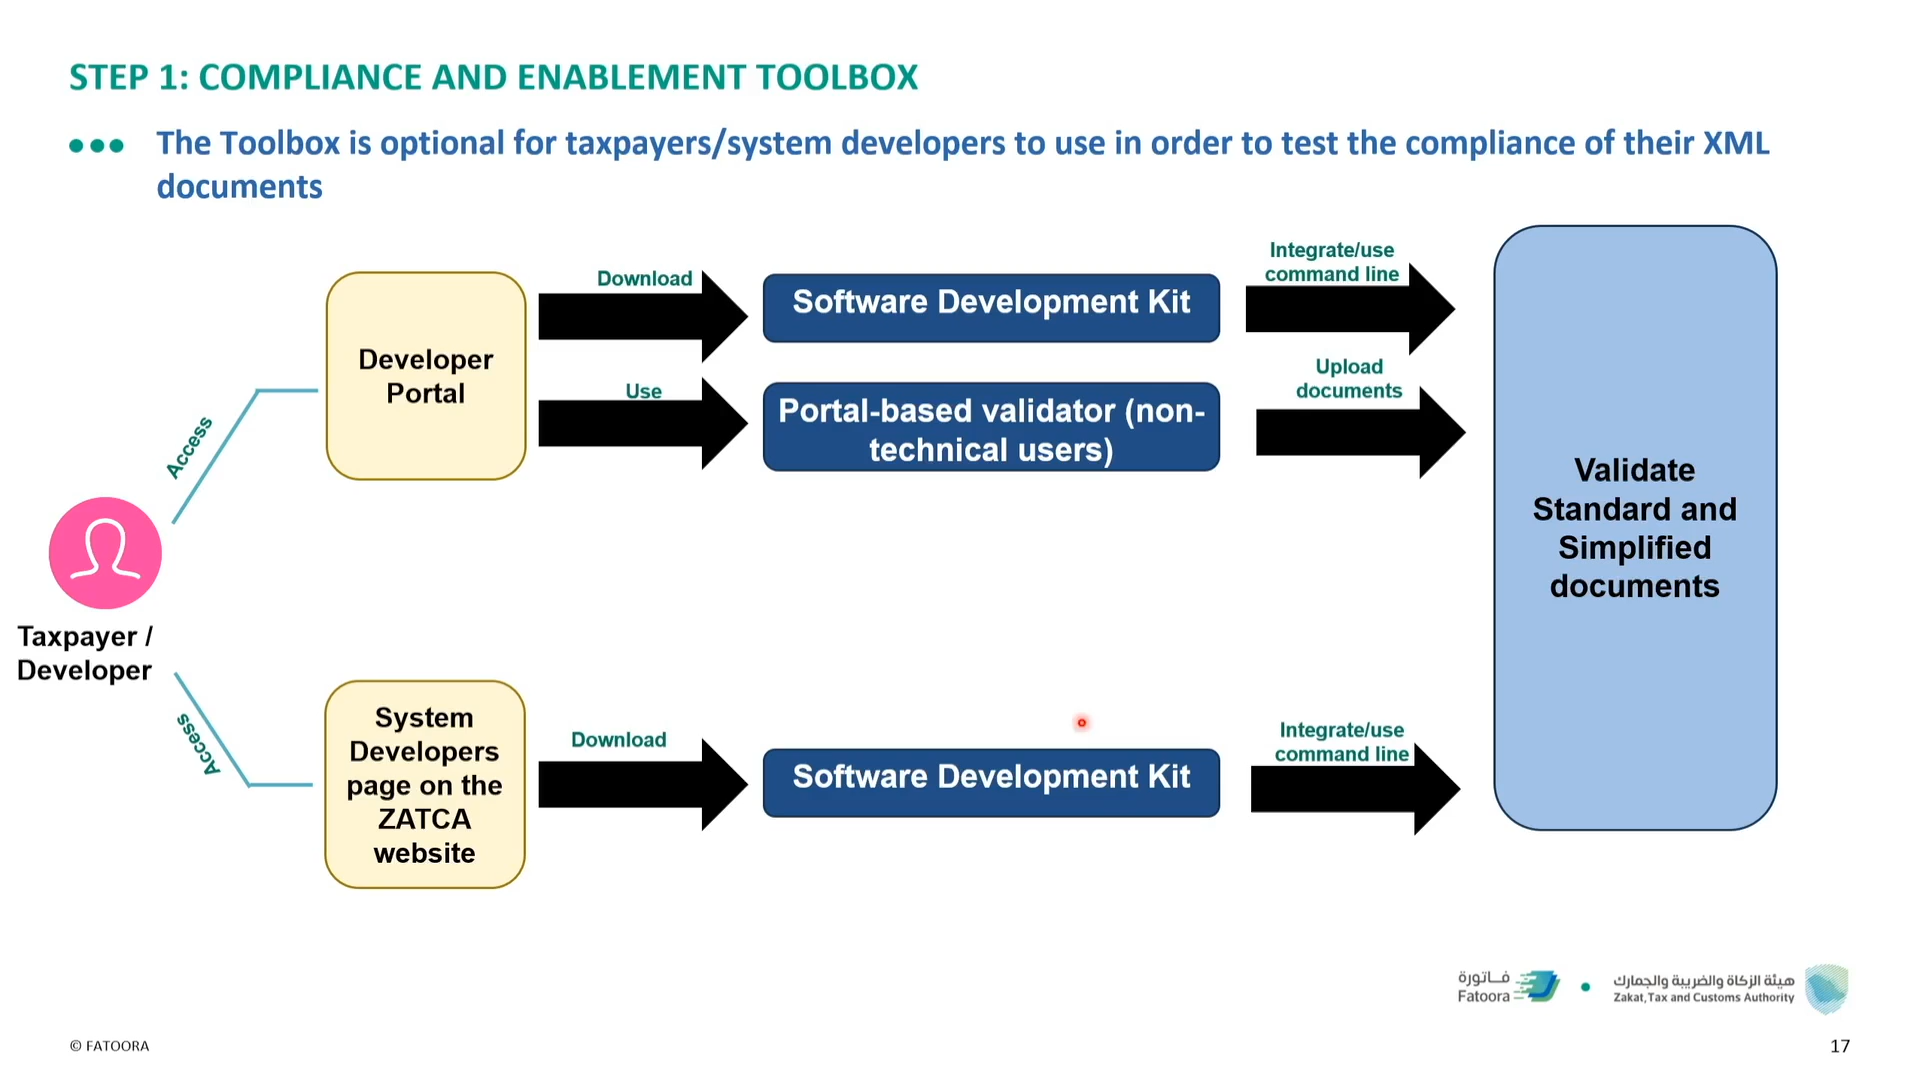 STEP 1: COMPLIANCE AND ENABLEMENT TOOLBOX
The Toolbox is optional for taxpayers/system developers to use in order to test the compliance of their XML
documents
Access
Taxpayer /
Developer
Access
Developer
Portal
Download
Software Development Kit
Integrate/use
command line
Use
Portal-based validator (non-
technical users)
Upload
documents
System
Developers
page on the
ZATCA
website
Download
Software Development Kit
Integrate/use
command line
Validate
Standard and
Simplified
documents
فـاتورة
Fatoora
هيئة الزكاة والضريبة والجمارك
Zakat, Tax and Customs Authority
© FATOORA
17